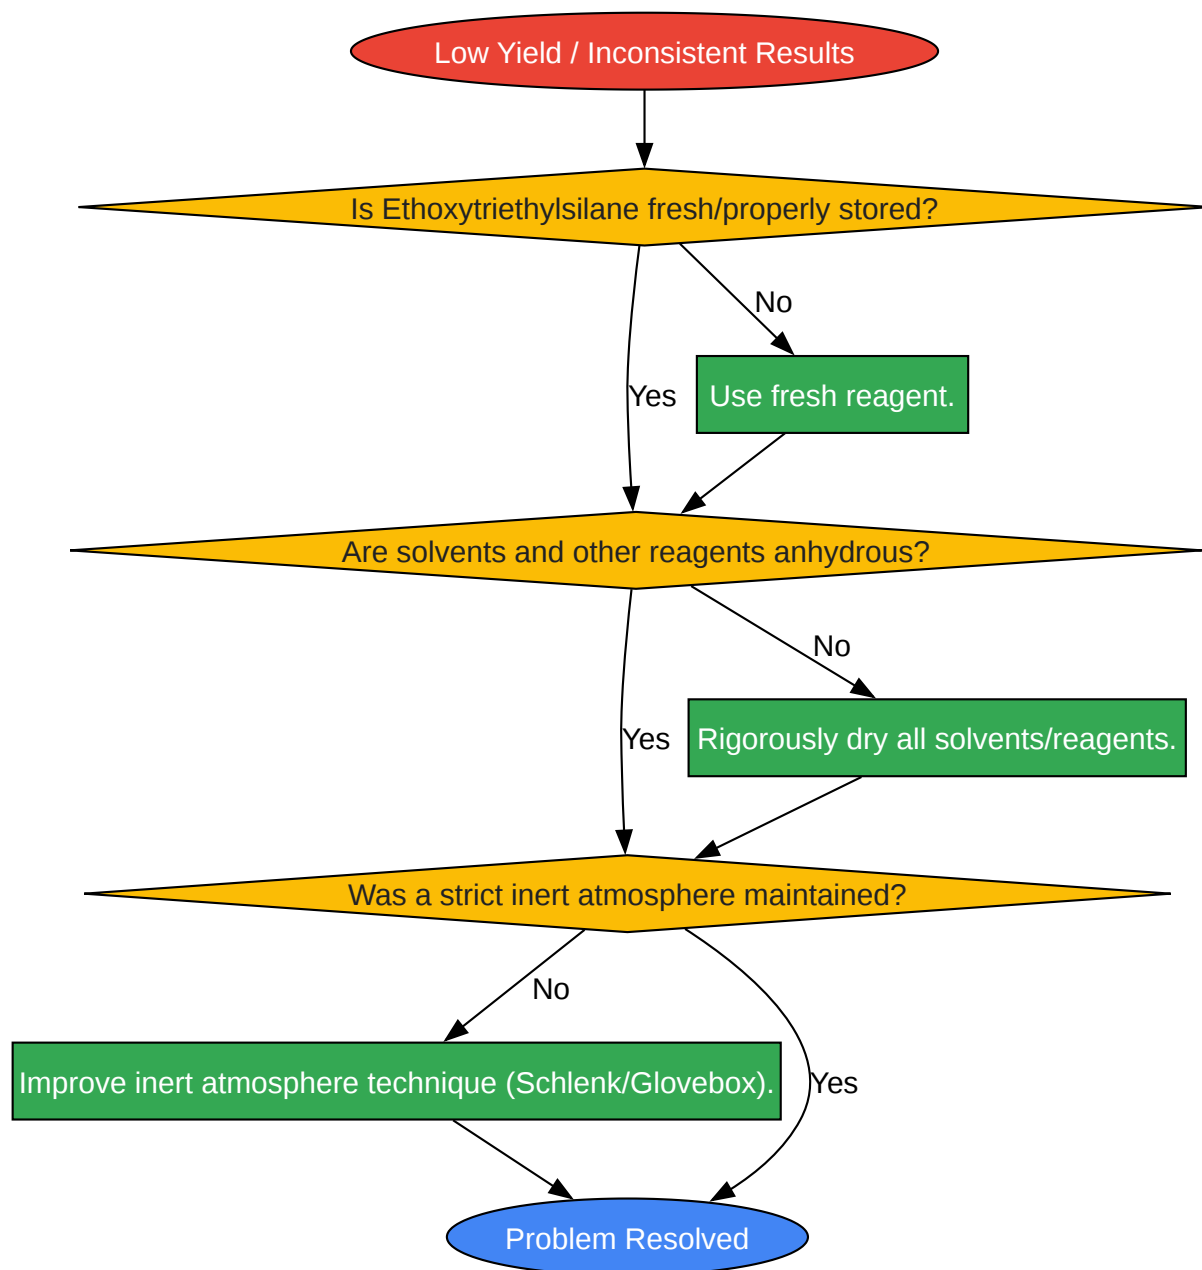 Low Yield / Inconsistent Results
Is Ethoxytriethylsilane fresh/properly stored?
No
Yes
Use fresh reagent.
Are solvents and other reagents anhydrous?
No
Yes
Rigorously dry all solvents/reagents.
Was a strict inert atmosphere maintained?
No
Improve inert atmosphere technique (Schlenk/Glovebox).
Yes
Problem Resolved